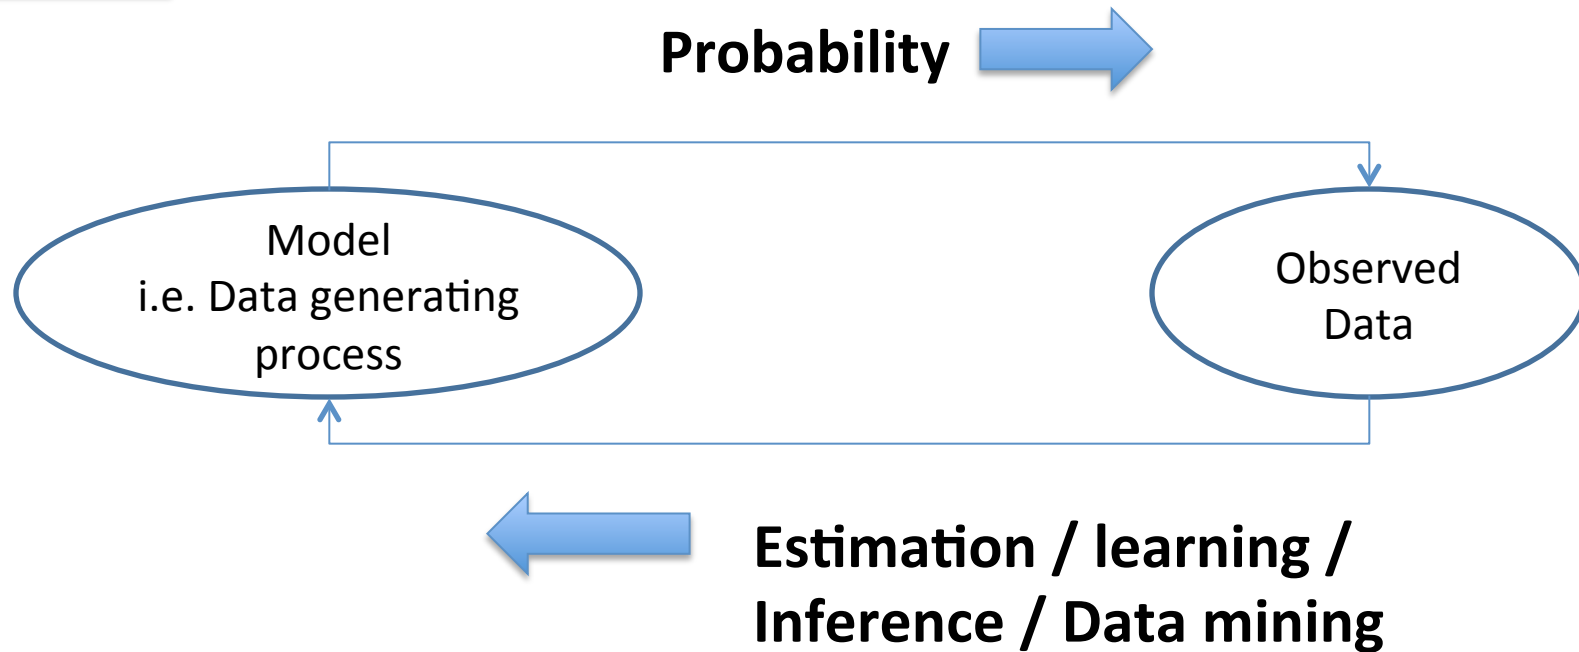 Probability
Model
i.e. Data generating
process
Observed
Data
Estimation / learning /
Inference / Data mining